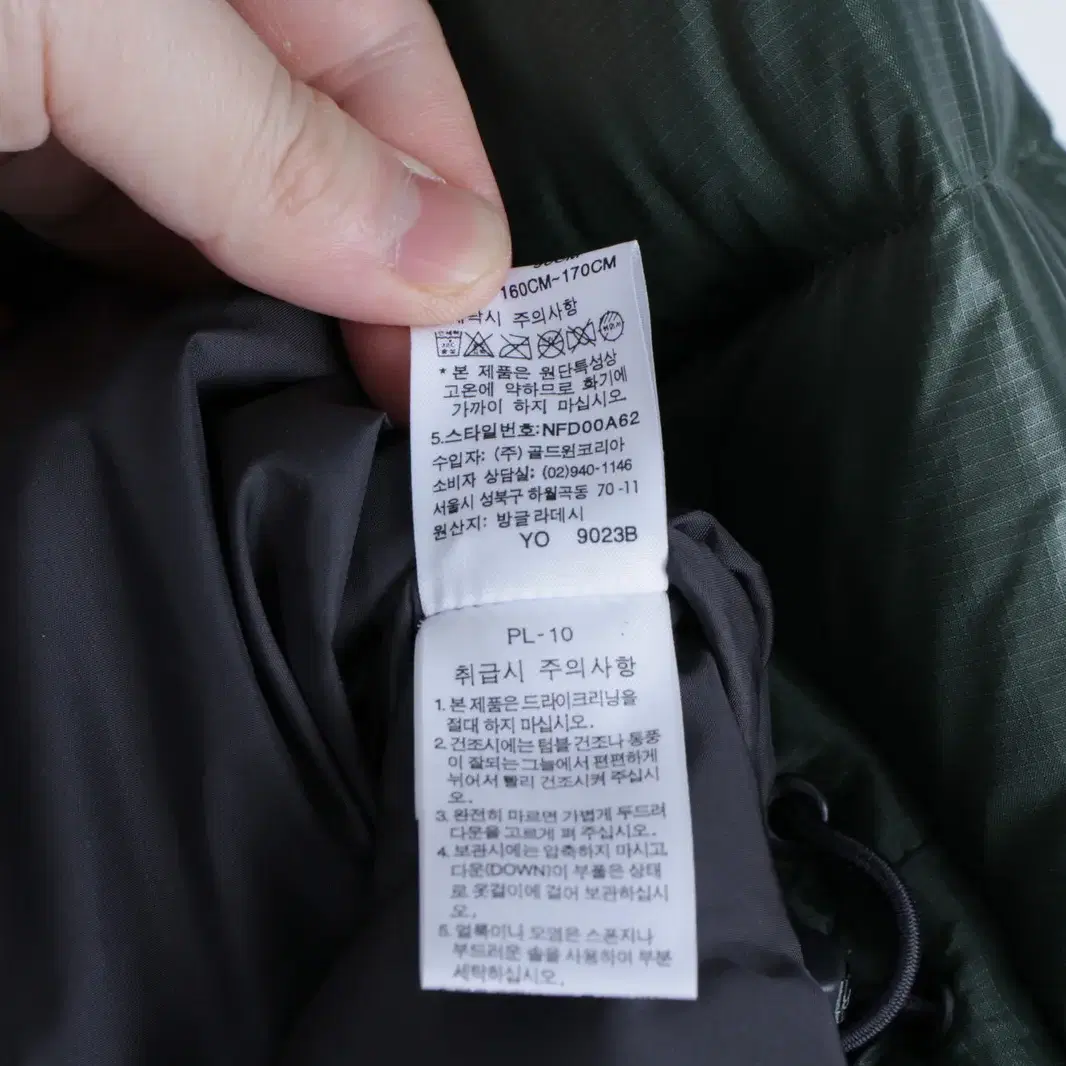 160CM~170CM
주의사항
* 본 제품은 원단특성상
고온에 약하므로 화기에
가까이 하지 마십시오.
5.스타일번호:NFD00A62
수입자: (주) 골드윈코리아
소비자 상담실: (02)940-1146
서울시 성북구 하월곡동 70-11
원산지: 방글라데시
YO 9023B
PL-10
취급시 주의사항
1. 본 제품은 드라이크리닝을
절대 하지 마십시오.
2. 건조시에는 텀블 건조나 통풍
이 잘되는 그늘에서 편편하게
뉘어서 빨리 건조시켜 주십시
오.
3. 완전히 마르면 가볍게 두드려
다운을 고르게 펴 주십시오.
4. 보관시에는 압축하지 마시고,
다운(DOWN)이 부풀은 상태
로 옷걸이에 걸어 보관하십시
오.
5. 얼룩이나 오염은 스폰지나
부드러운 솔을 사용하여 부분
세탁하십시오.